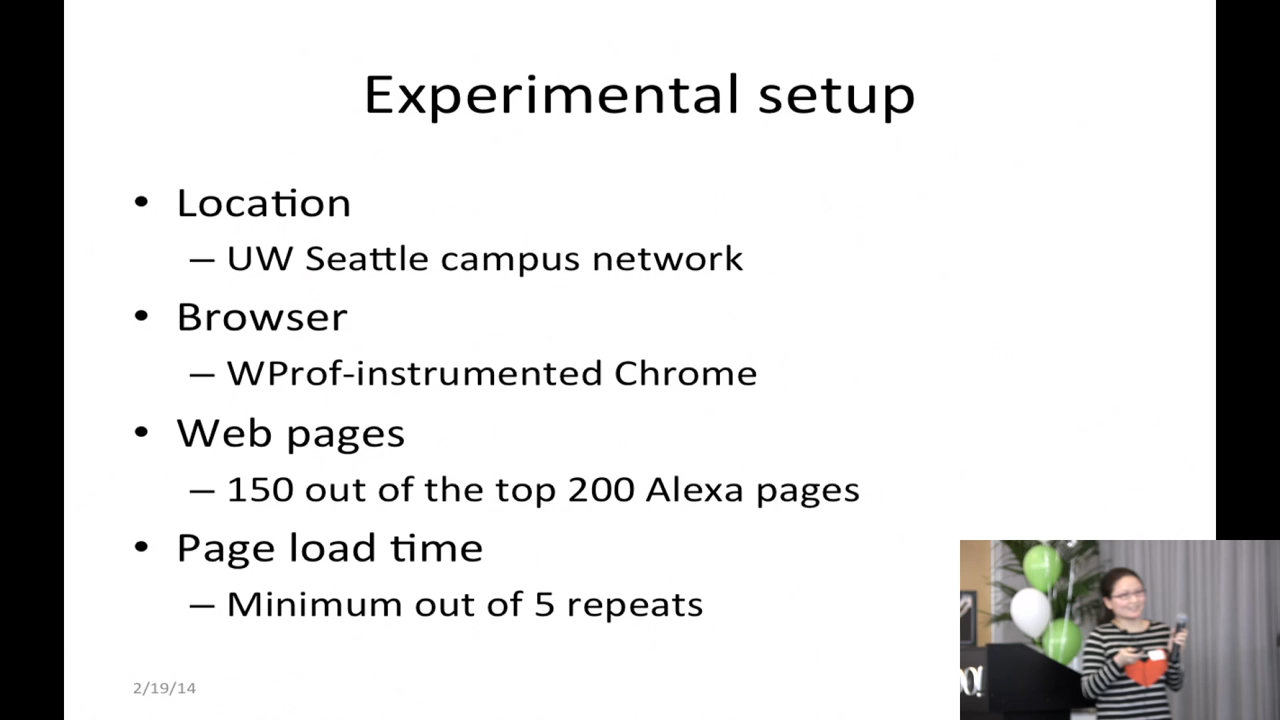 Experimental setup
• Location
– UW Seattle campus network
• Browser
– WProf-instrumented Chrome
• Web pages
– 150 out of the top 200 Alexa pages
• Page load time
– Minimum out of 5 repeats
2/19/14
O!